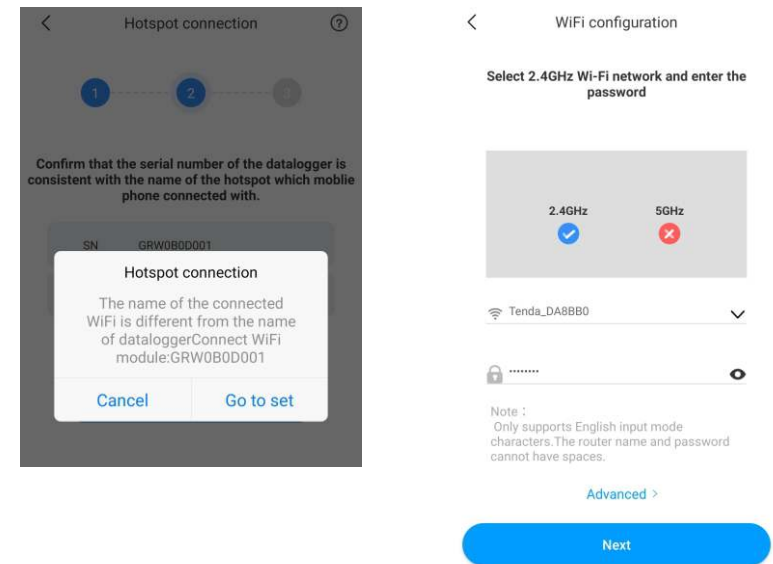 Hotspot connection
?
1
2
3
Confirm that the serial number of the datalogger is
consistent with the name of the hotspot which moblie
phone connected with.
SN GRW0B0D001
Hotspot connection
The name of the connected
WiFi is different from the name
of dataloggerConnect WiFi
module:GRW0B0D001
Cancel Go to set
WiFi configuration
Select 2.4GHz Wi-Fi network and enter the
password
2.4GHz 5GHz
Tenda_DA8BB0
········
Note：
Only supports English input mode
characters.The router name and password
cannot have spaces.
Advanced >
Next